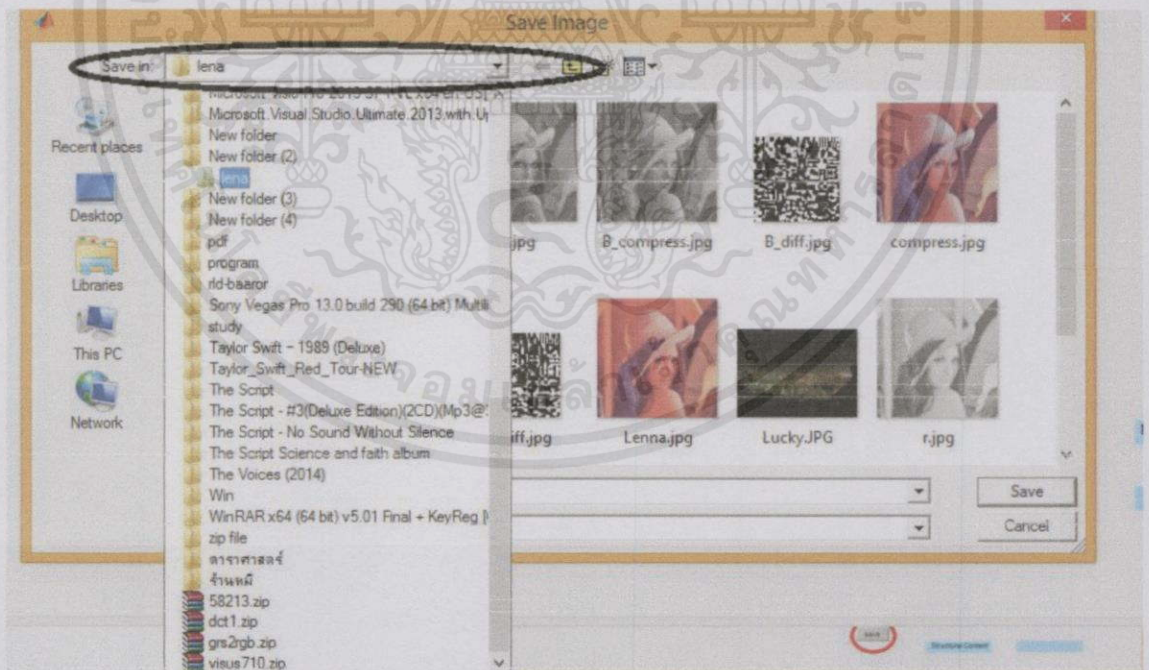 Save Image
Save in: lena
Microsoft.Visual.Studio.Ultimate.2013.with.U
New folder
New folder (2)
lena
New folder (3)
New folder (4)
pdf
program
rld-baaror
Sony Vegas Pro 13.0 build 290 (64 bit) Multili
study
Taylor Swift – 1989 (Deluxe)
Taylor_Swift_Red_Tour-NEW
The Script
The Script - #3(Deluxe Edition)(2CD)(Mp3@
The Script - No Sound Without Silence
The Script Science and faith album
The Voices (2014)
Win
WinRAR x64 (64 bit) v5.01 Final + KeyReg
zip file
ดาราศาสตร์
ร้านหมี
58213.zip
dct1.zip
grs2rgb.zip
visus710.zip
Recent places
Desktop
Libraries
This PC
Network
.jpg
B_compress.jpg
B_diff.jpg
compress.jpg
iff.jpg
Lenna.jpg
Lucky.JPG
r.jpg
Save
Cancel